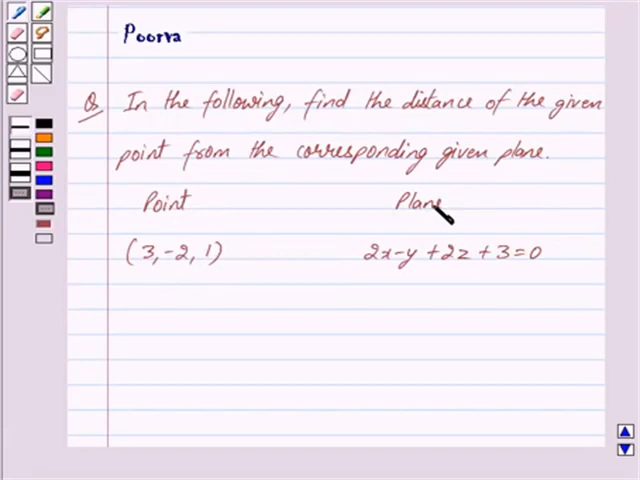 Poorva
Q In the following, find the distance of the given
point from the corresponding given plane.
Point Plane
(3,-2, 1) 2x-y+2z+3=0